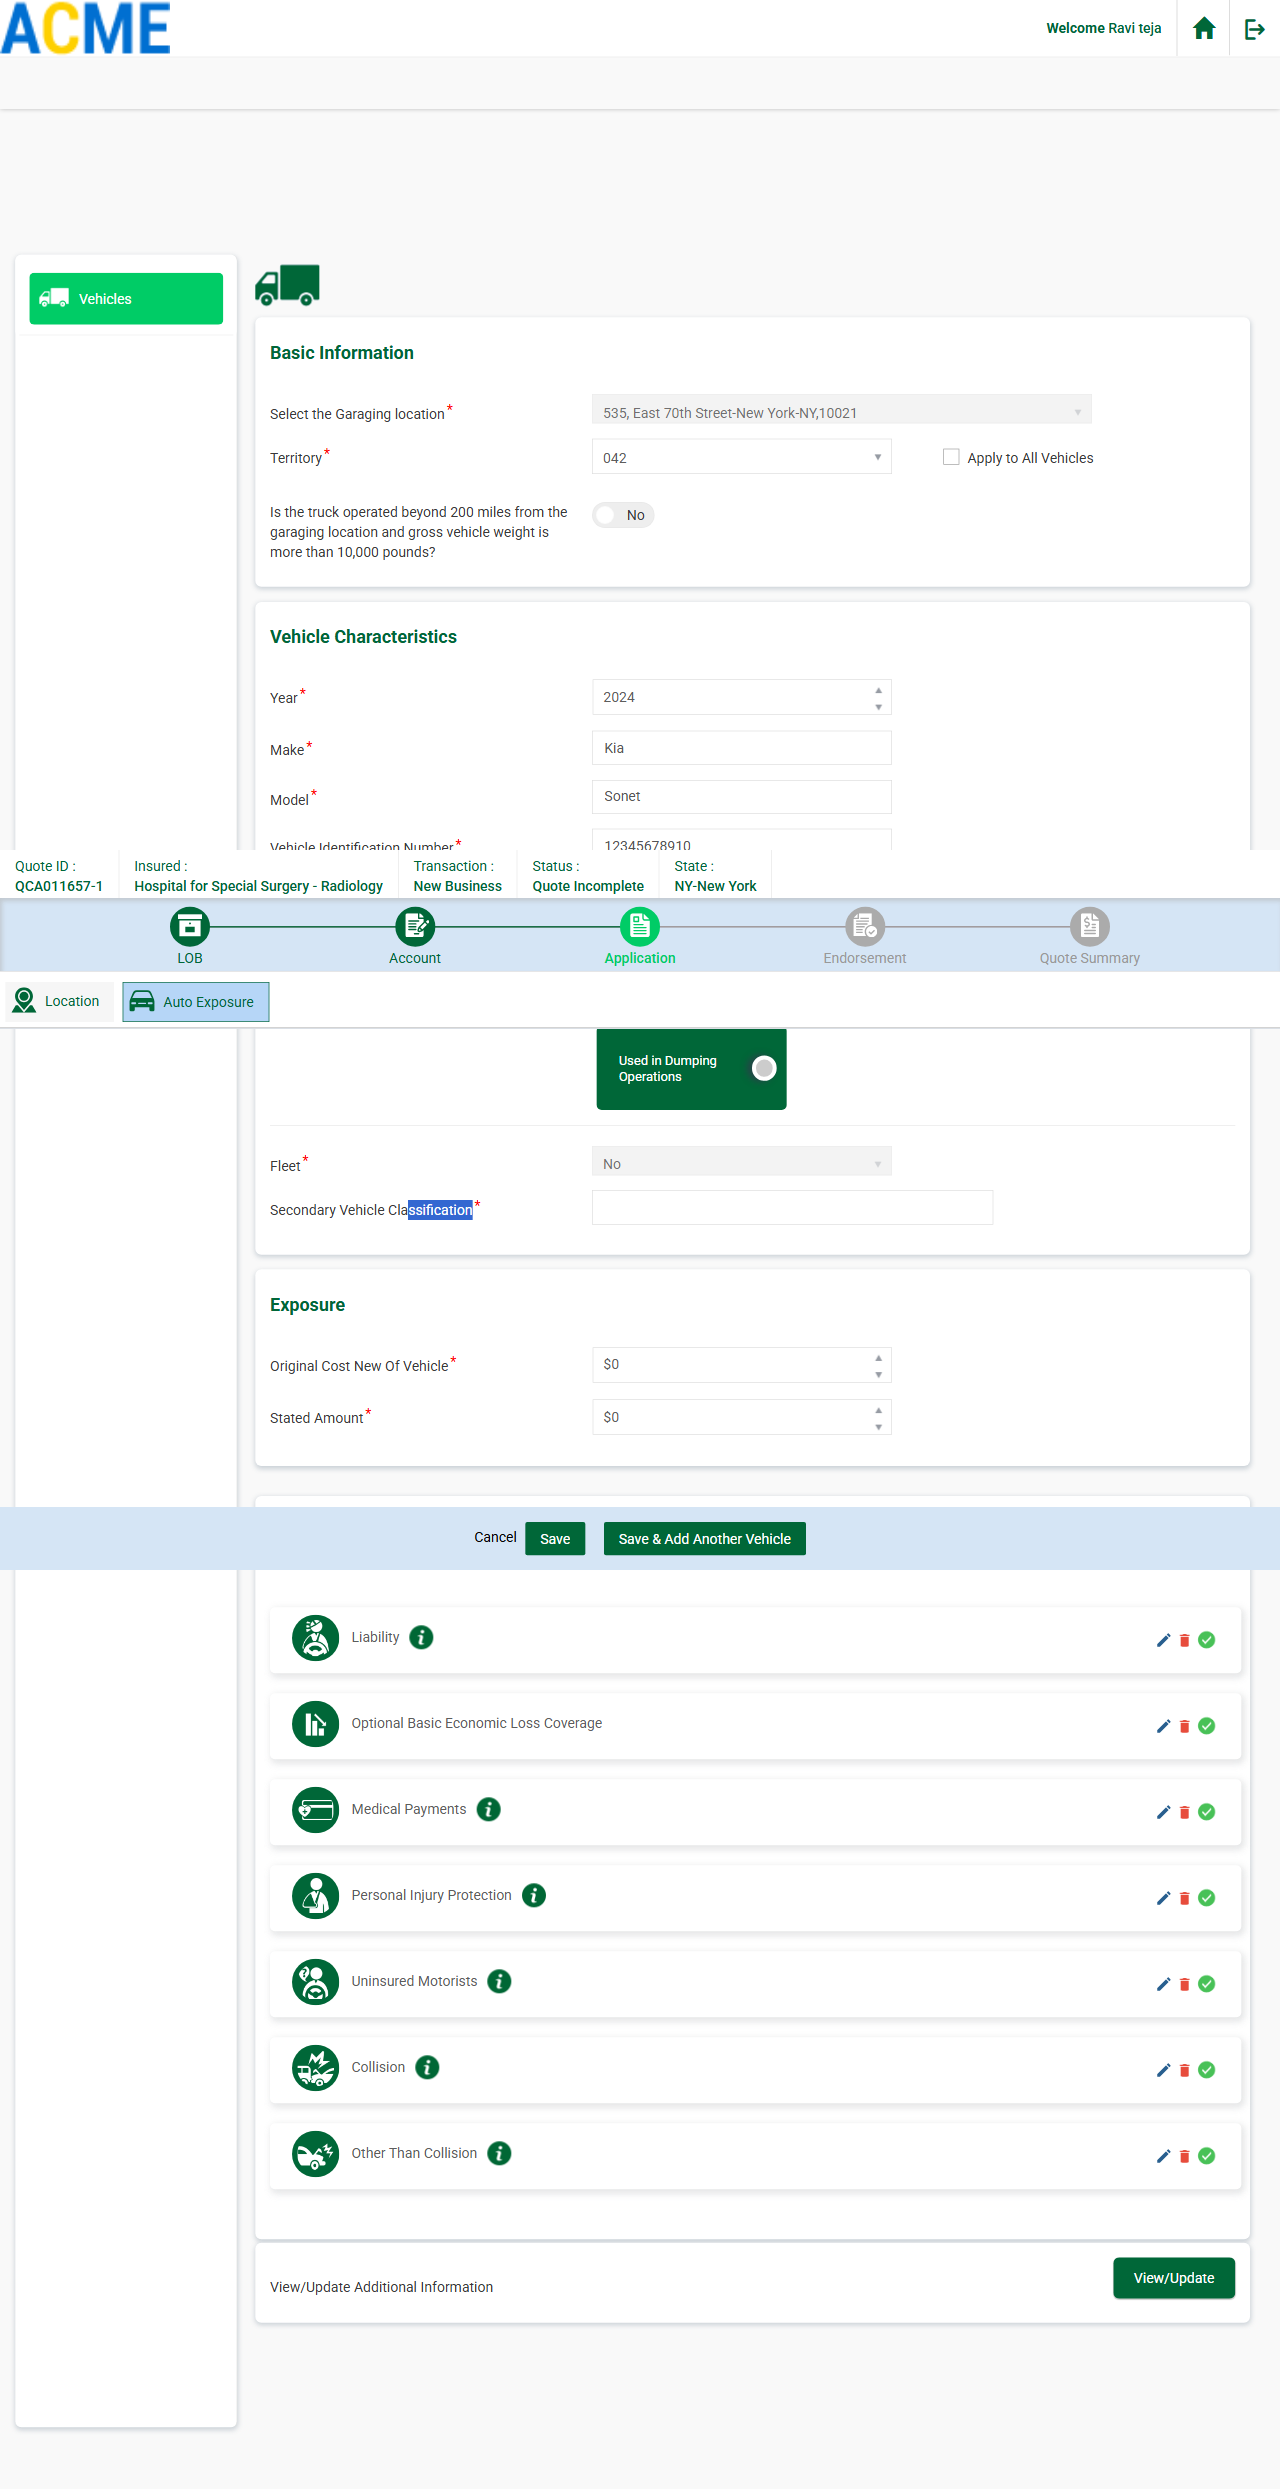 ACME
Welcome Ravi teja
Vehicles
Basic Information
Select the Garaging location*
535, East 70th Street-New York-NY,10021
Territory*
042
Apply to All Vehicles
Is the truck operated beyond 200 miles from the
garaging location and gross vehicle weight is
more than 10,000 pounds?
No
Vehicle Characteristics
Year*
2024
Make*
Kia
Model*
Sonet
Vehicle Identification Number*
12345678910
Quote ID :
QCA011657-1
Insured :
Hospital for Special Surgery - Radiology
Transaction :
New Business
Status :
Quote Incomplete
State :
NY-New York
LOB
Account
Application
Endorsement
Quote Summary
Location
Auto Exposure
Used in Dumping
Operations
Fleet*
No
Secondary Vehicle Classification*
Exposure
Original Cost New Of Vehicle*
$0
Stated Amount*
$0
Cancel
Save
Save & Add Another Vehicle
Liability
Optional Basic Economic Loss Coverage
Medical Payments
Personal Injury Protection
Uninsured Motorists
Collision
Other Than Collision
View/Update Additional Information
View/Update